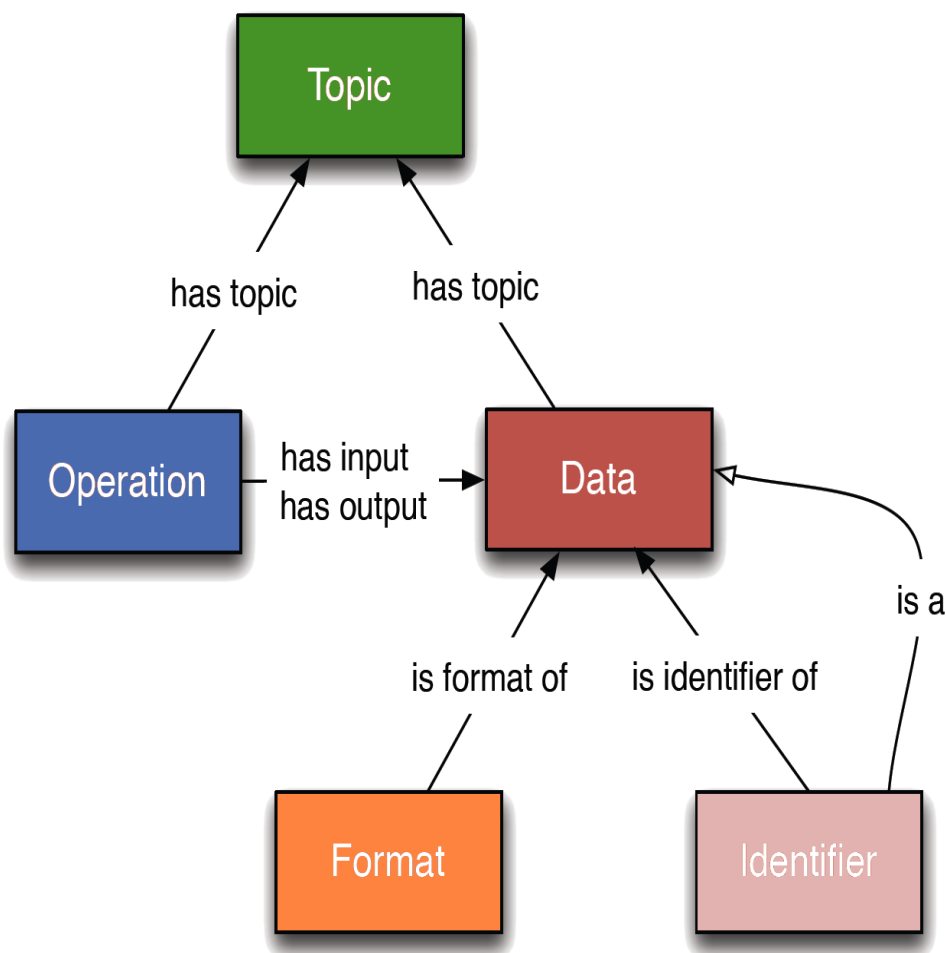 Topic
has topic
has topic
Operation
has input
has output
Data
is a
is format of
is identifier of
Format
Identifier